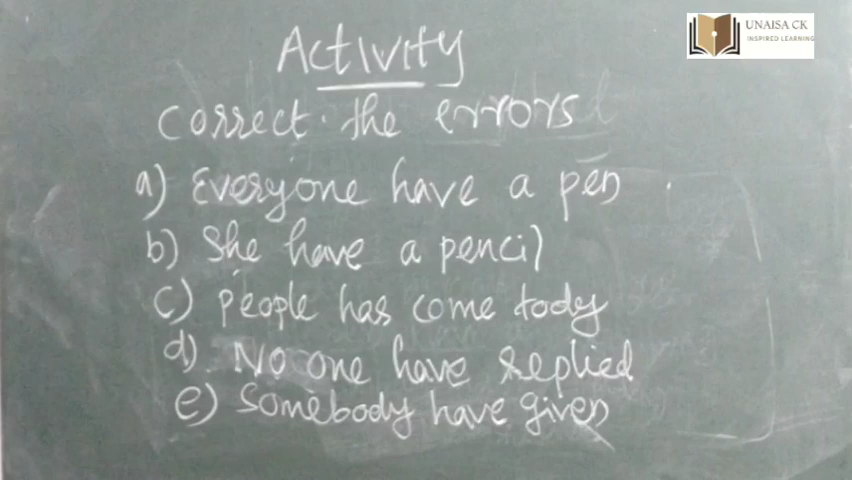 UNAISA CK
INSPIRED LEARNING
Activity
Correct the errors
a) Everyone have a pen
b) She have a pencil
c) people has come tody
d) No one have replied
e) Somebody have given